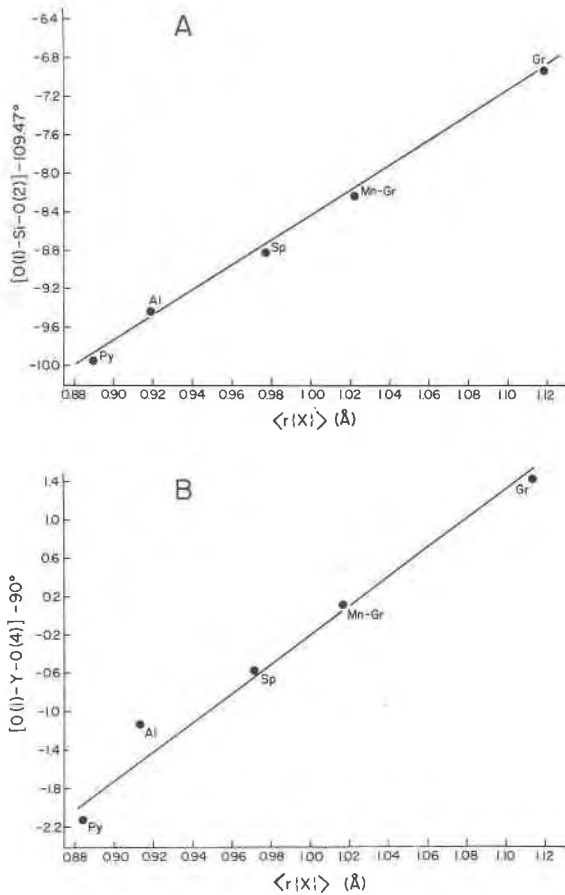 A
-6.4
-6.8
-7.2
-7.6
-8.0
-8.4
-8.8
-9.2
-9.6
-10.0
[O(1)-Si-O(2)]-109.47°
Gr
Mn-Gr
Sp
Al
Py
0.88 0.90 0.92 0.94 0.96 0.98 1.00 1.02 1.04 1.06 1.08 1.10 1.12
⟨r{X}⟩ (Å)
B
1.4
1.0
0.6
0.2
-0.2
-0.6
-1.0
-1.4
-1.8
-2.2
[O(1)-Y-O(4)]-90°
Gr
Mn-Gr
Sp
Al
Py
0.88 0.90 0.92 0.94 0.96 0.98 1.00 1.02 1.04 1.06 1.08 1.10 1.12
⟨r{X}⟩ (Å)